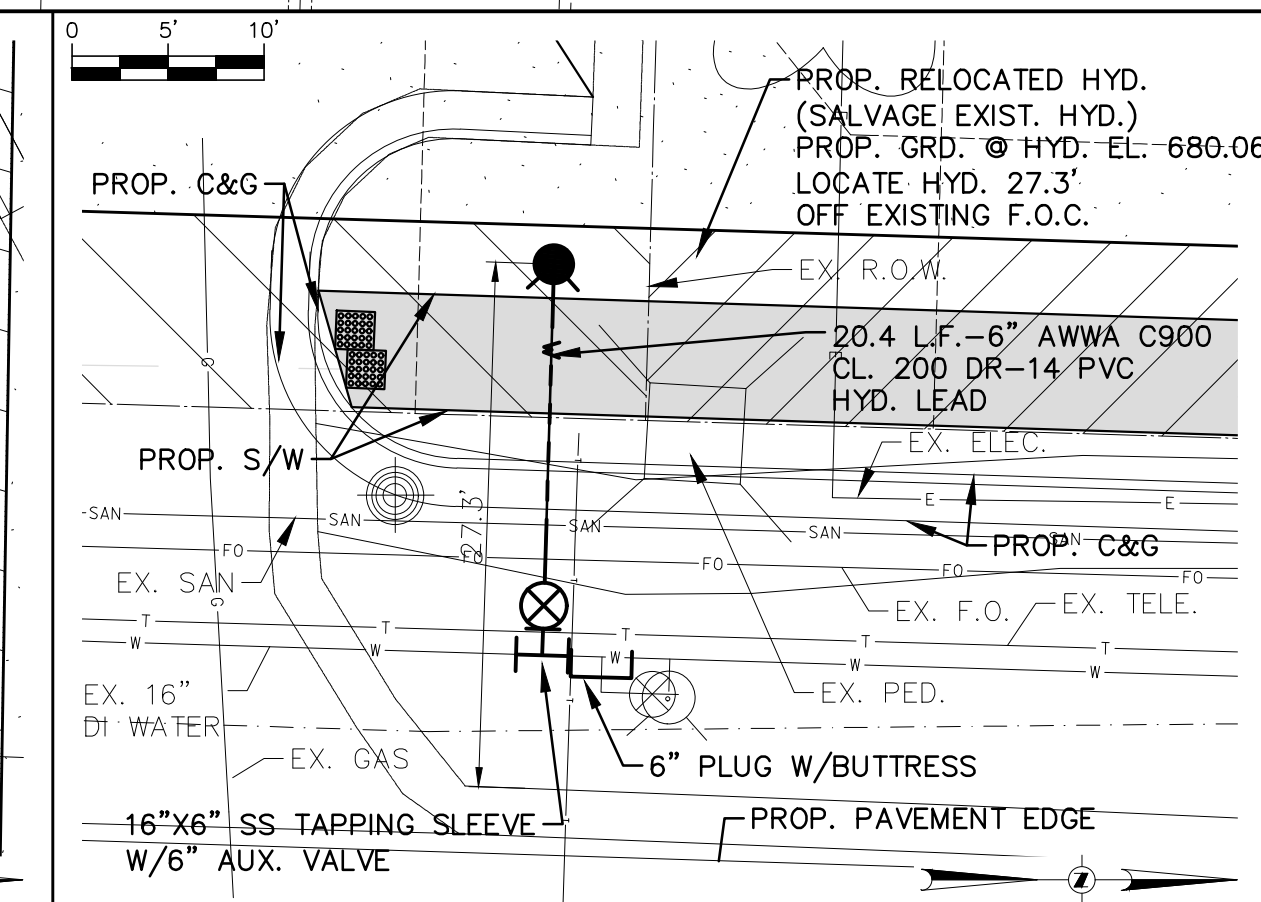 0 5' 10'
PROP. RELOCATED HYD.
(SALVAGE EXIST. HYD.)
PROP. GRD. @ HYD. EL. 680.06
LOCATE HYD. 27.3'
OFF EXISTING F.O.C.
PROP. C&G
EX. R.O.W.
20.4 L.F.-6" AWWA C900
CL. 200 DR-14 PVC
HYD. LEAD
G
E
PROP. S/W
EX. ELEC.
T
27.3'
E
E
SAN
SAN
SAN
SAN
SAN
PROP. C&G
FO
FO
FO
FO
FO
EX. SAN
G
T
EX. F.O.
EX. TELE.
T
T
T
T
T
W
W
W
W
W
EX. 16"
DI WATER
T
EX. PED.
EX. GAS
6" PLUG W/BUTTRESS
16"X6" SS TAPPING SLEEVE
W/6" AUX. VALVE
T
PROP. PAVEMENT EDGE
Z